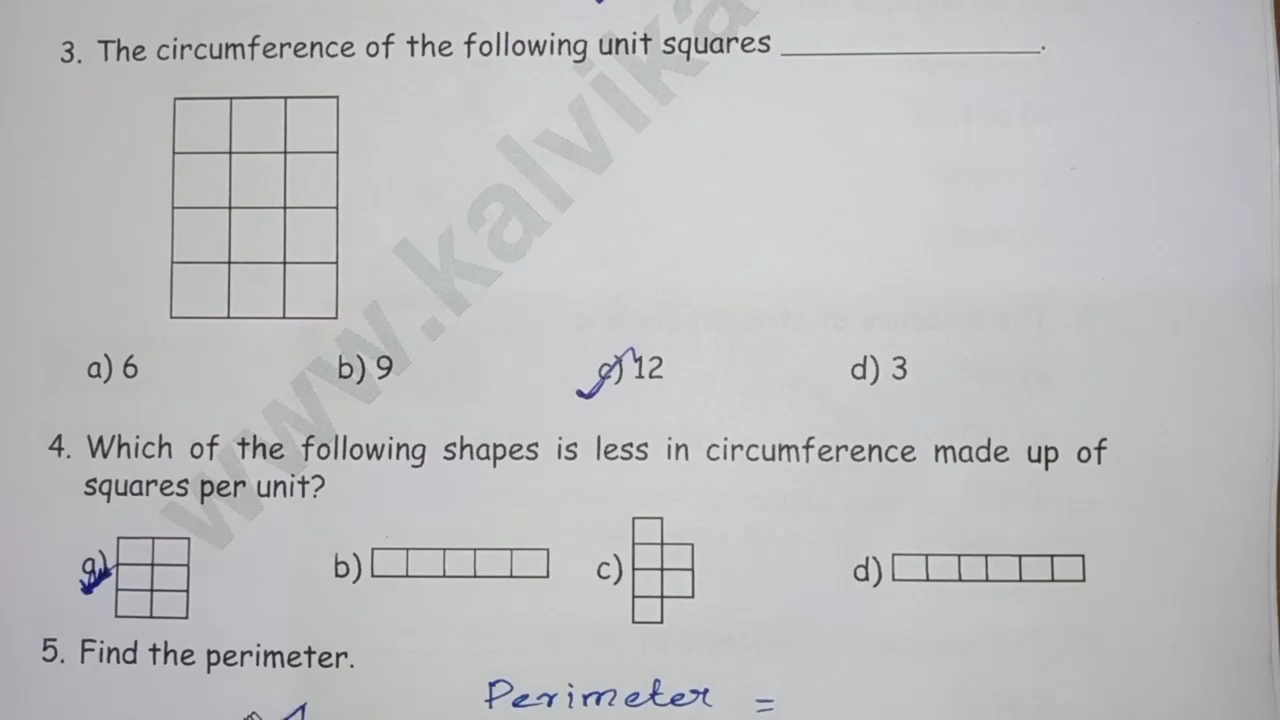 3. The circumference of the following unit squares ____________.
www.kalvika
a) 6 b) 9 c) 12 d) 3
4. Which of the following shapes is less in circumference made up of
squares per unit?
a) b) c) d)
5. Find the perimeter.
Perimeter =